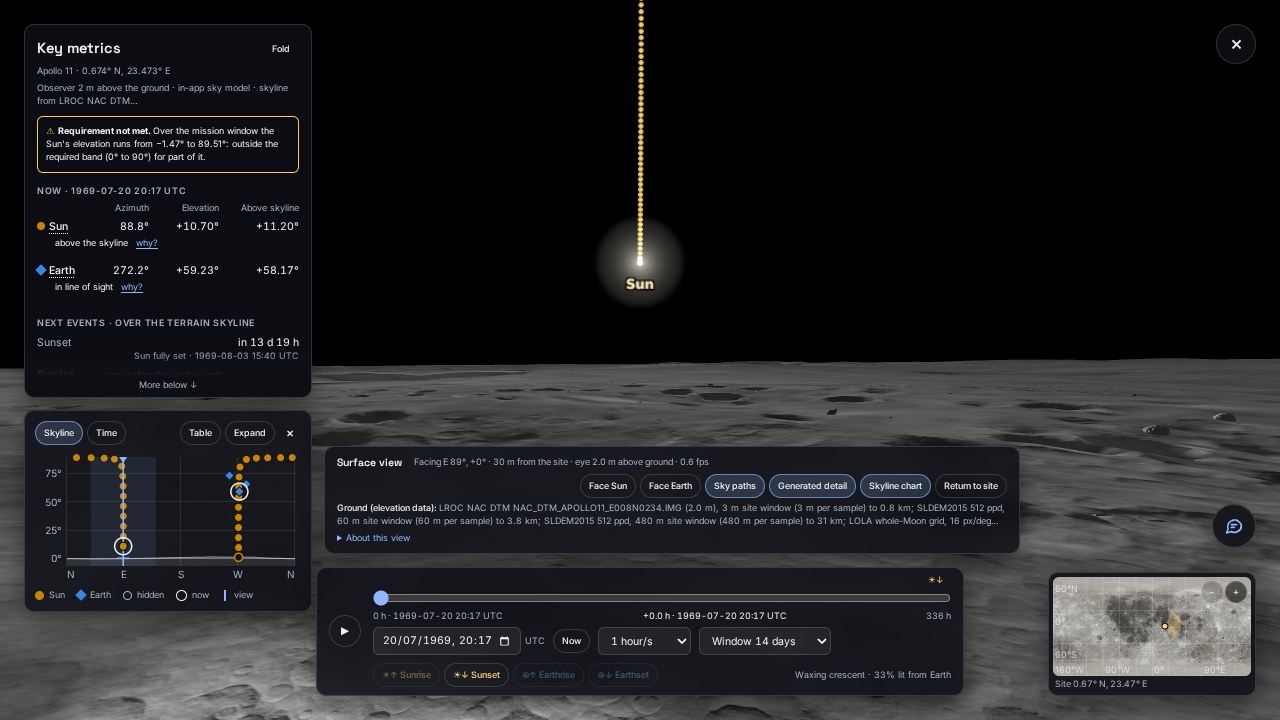 Key metrics
Fold
Apollo 11 · 0.674° N, 23.473° E
Observer 2 m above the ground · in-app sky model · skyline
from LROC NAC DTM…
⚠ Requirement not met. Over the mission window the
Sun's elevation runs from −1.47° to 89.51°: outside the
required band (0° to 90°) for part of it.
NOW · 1969-07-20 20:17 UTC
Azimuth Elevation Above skyline
Sun 88.8° +10.70° +11.20°
above the skyline why?
Earth 272.2° +59.23° +58.17°
in line of sight why?
NEXT EVENTS · OVER THE TERRAIN SKYLINE
Sunset in 13 d 19 h
Sun fully set · 1969-08-03 15:40 UTC
More below ↓
Sun
×
Skyline Time Table Expand ×
75°
50°
25°
0°
N E S W N
Sun Earth hidden now view
Surface view Facing E 89°, +0° · 30 m from the site · eye 2.0 m above ground · 0.6 fps
Face Sun Face Earth Sky paths Generated detail Skyline chart Return to site
Ground (elevation data): LROC NAC DTM NAC_DTM_APOLLO11_E008N0234.IMG (2.0 m), 3 m site window (3 m per sample) to 0.8 km; SLDEM2015 512 ppd,
60 m site window (60 m per sample) to 3.8 km; SLDEM2015 512 ppd, 480 m site window (480 m per sample) to 31 km; LOLA whole-Moon grid, 16 px/deg…
▶ About this view
☀↓
0 h · 1969-07-20 20:17 UTC +0.0 h · 1969-07-20 20:17 UTC 336 h
▶
20/07/1969, 20:17 UTC Now 1 hour/s Window 14 days
☀↑ Sunrise ☀↓ Sunset ⊕↑ Earthrise ⊕↓ Earthset Waxing crescent · 33% lit from Earth
60°N
− +
0°
60°S
180°W 90°W 0° 90°E
Site 0.67° N, 23.47° E